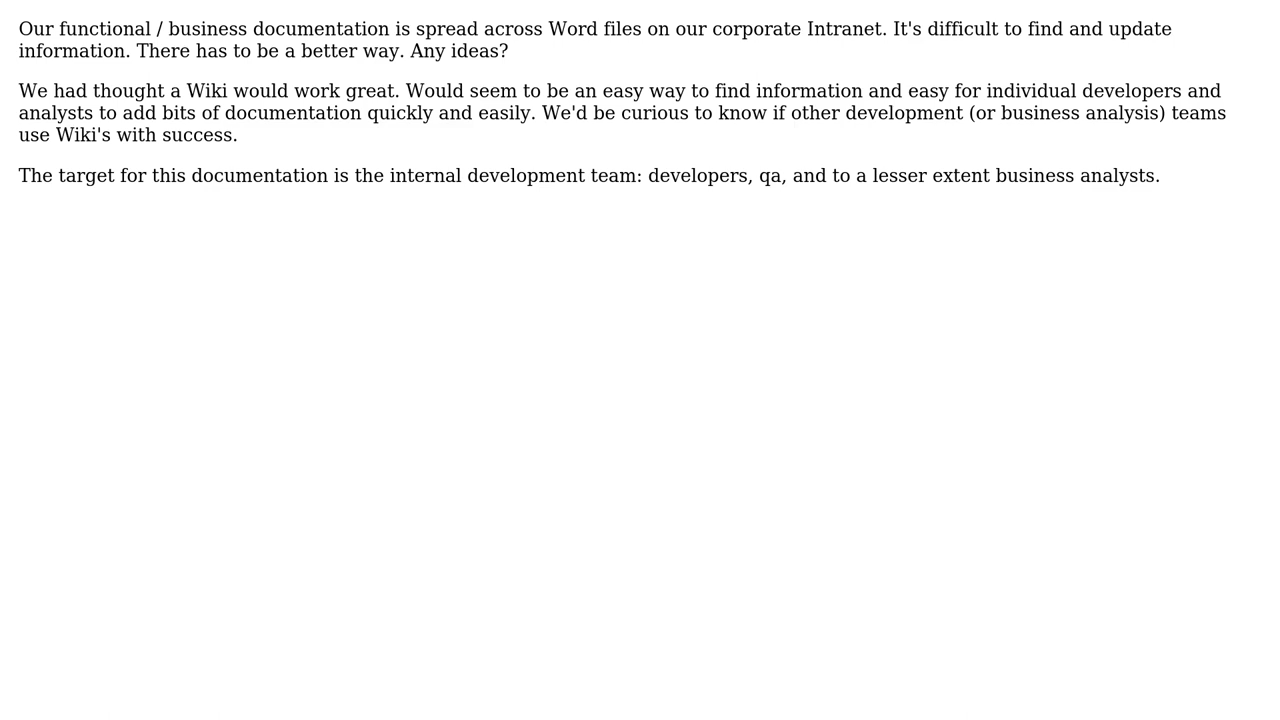 Our functional / business documentation is spread across Word files on our corporate Intranet. It's difficult to find and update
information. There has to be a better way. Any ideas?
We had thought a Wiki would work great. Would seem to be an easy way to find information and easy for individual developers and
analysts to add bits of documentation quickly and easily. We'd be curious to know if other development (or business analysis) teams
use Wiki's with success.
The target for this documentation is the internal development team: developers, qa, and to a lesser extent business analysts.